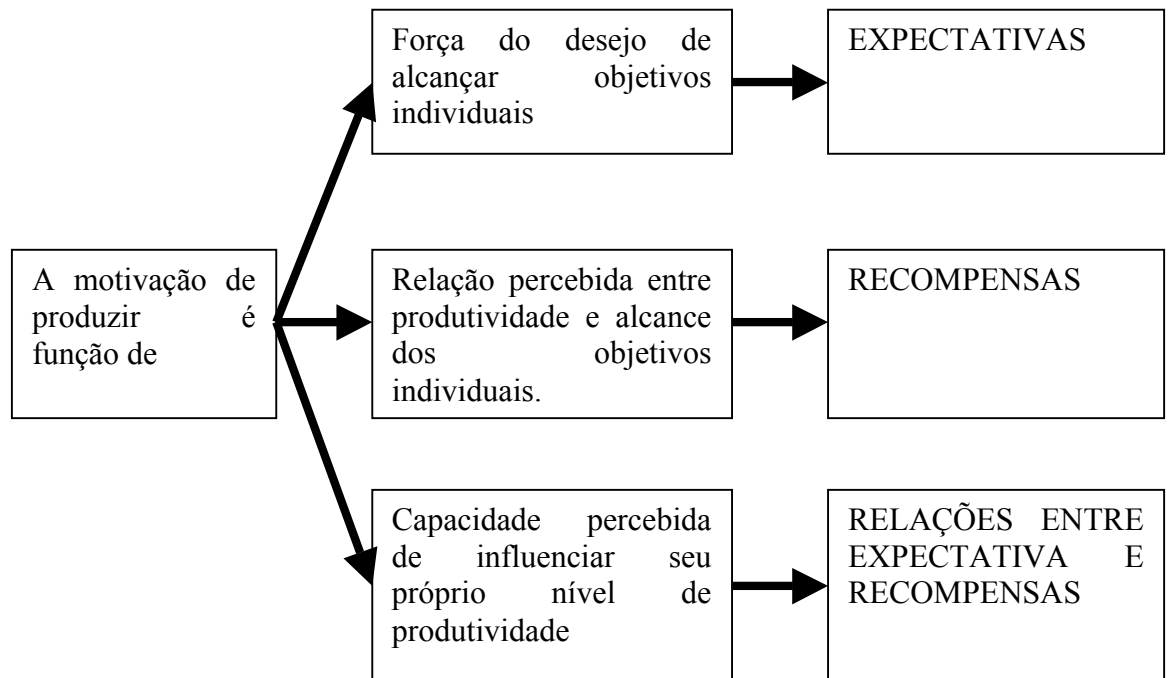 A motivação de
produzir é
função de
Força do desejo de
alcançar objetivos
individuais
EXPECTATIVAS
Relação percebida entre
produtividade e alcance
dos objetivos
individuais.
RECOMPENSAS
Capacidade percebida
de influenciar seu
próprio nível de
produtividade
RELAÇÕES ENTRE
EXPECTATIVA E
RECOMPENSAS